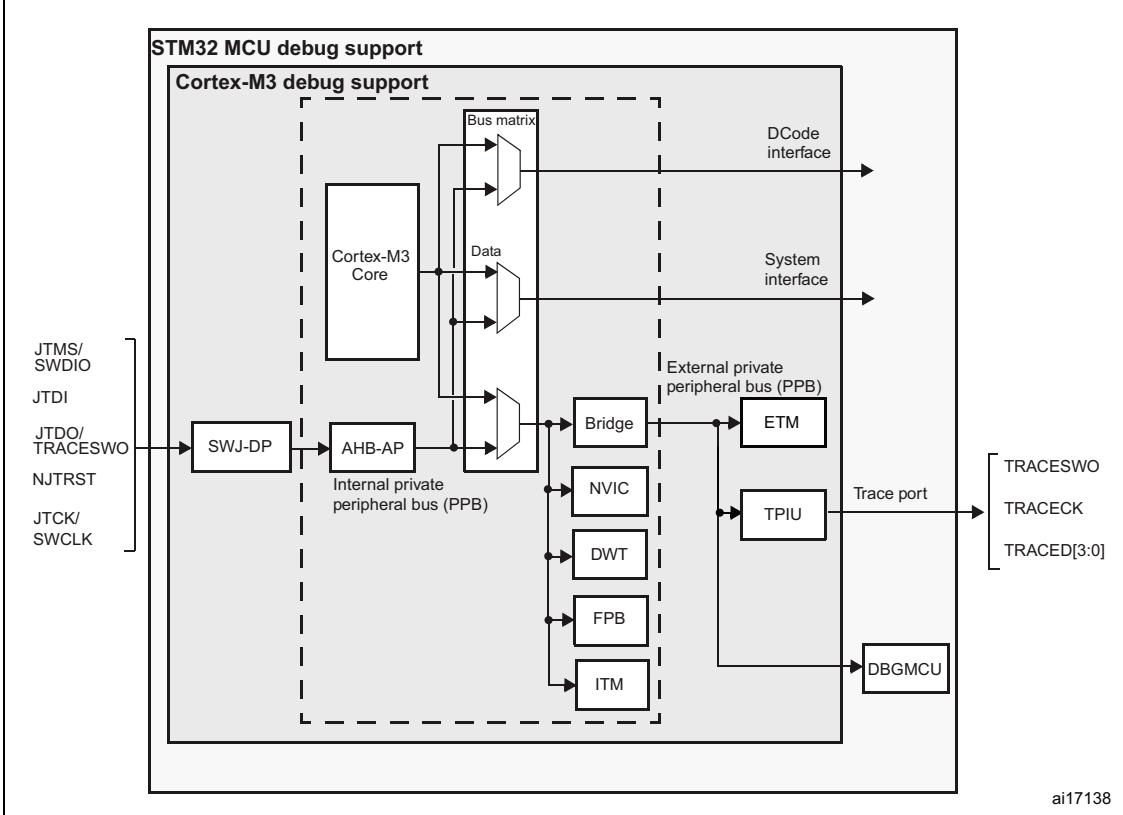 STM32 MCU debug support
Cortex-M3 debug support
Bus matrix
DCode
interface
Cortex-M3
Core
Data
System
interface
JTMS/
SWDIO
JTDI
JTDO/
TRACESWO
NJTRST
JTCK/
SWCLK
SWJ-DP
AHB-AP
Internal private
peripheral bus (PPB)
External private
peripheral bus (PPB)
Bridge
ETM
NVIC
TPIU
DWT
FPB
ITM
Trace port
TRACESWO
TRACECK
TRACED[3:0]
DBGMCU
ai17138